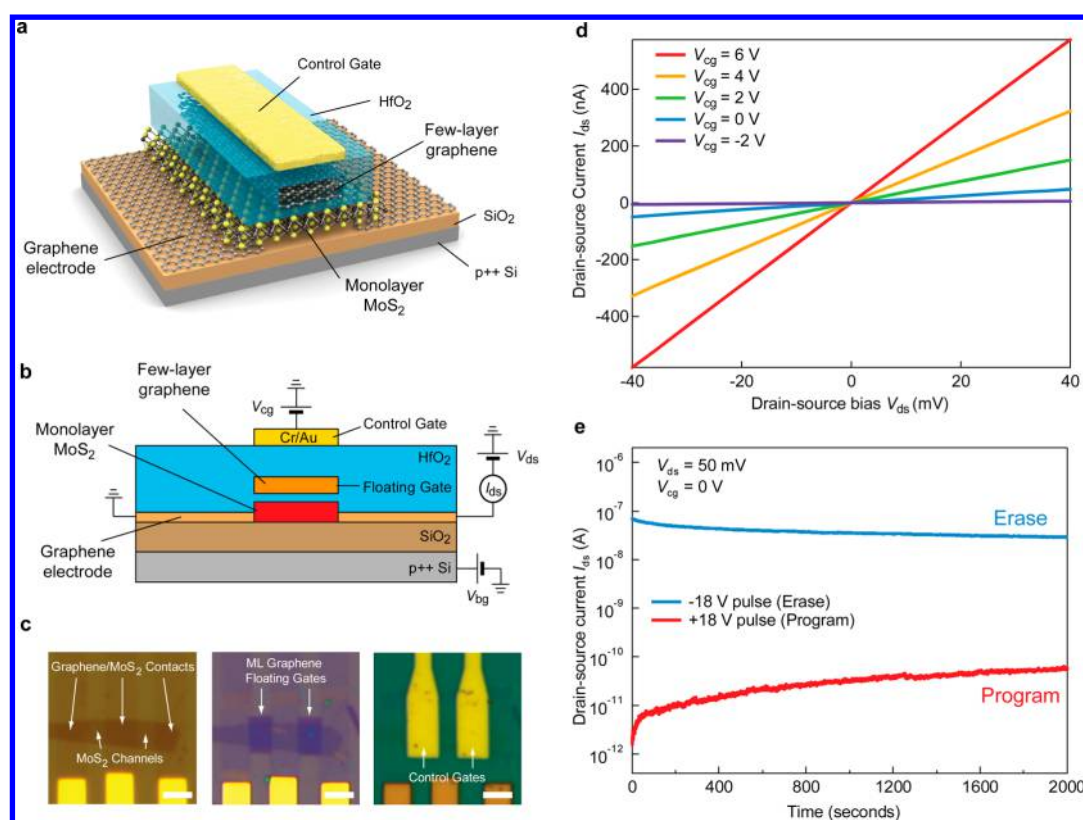 a
Control Gate
HfO₂
Few-layer
graphene
SiO₂
Graphene
electrode
p++ Si
Monolayer
MoS₂
b
Few-layer
graphene
Vcg
Monolayer
MoS₂
Cr/Au
Control Gate
HfO₂
Vds
Floating Gate
Ids
Graphene
electrode
SiO₂
p++ Si
Vbg
c
Graphene/MoS₂ Contacts
MoS₂ Channels
ML Graphene
Floating Gates
Control Gates
d
Vcg = 6 V
Vcg = 4 V
Vcg = 2 V
Vcg = 0 V
Vcg = -2 V
Drain-source Current Ids (nA)
400
200
0
-200
-400
-40
-20
0
20
40
Drain-source bias Vds (mV)
e
Vds = 50 mV
Vcg = 0 V
Erase
-18 V pulse (Erase)
+18 V pulse (Program)
Program
Drain-source current Ids (A)
10⁻⁶
10⁻⁷
10⁻⁸
10⁻⁹
10⁻¹⁰
10⁻¹¹
10⁻¹²
0
400
800
1200
1600
2000
Time (seconds)